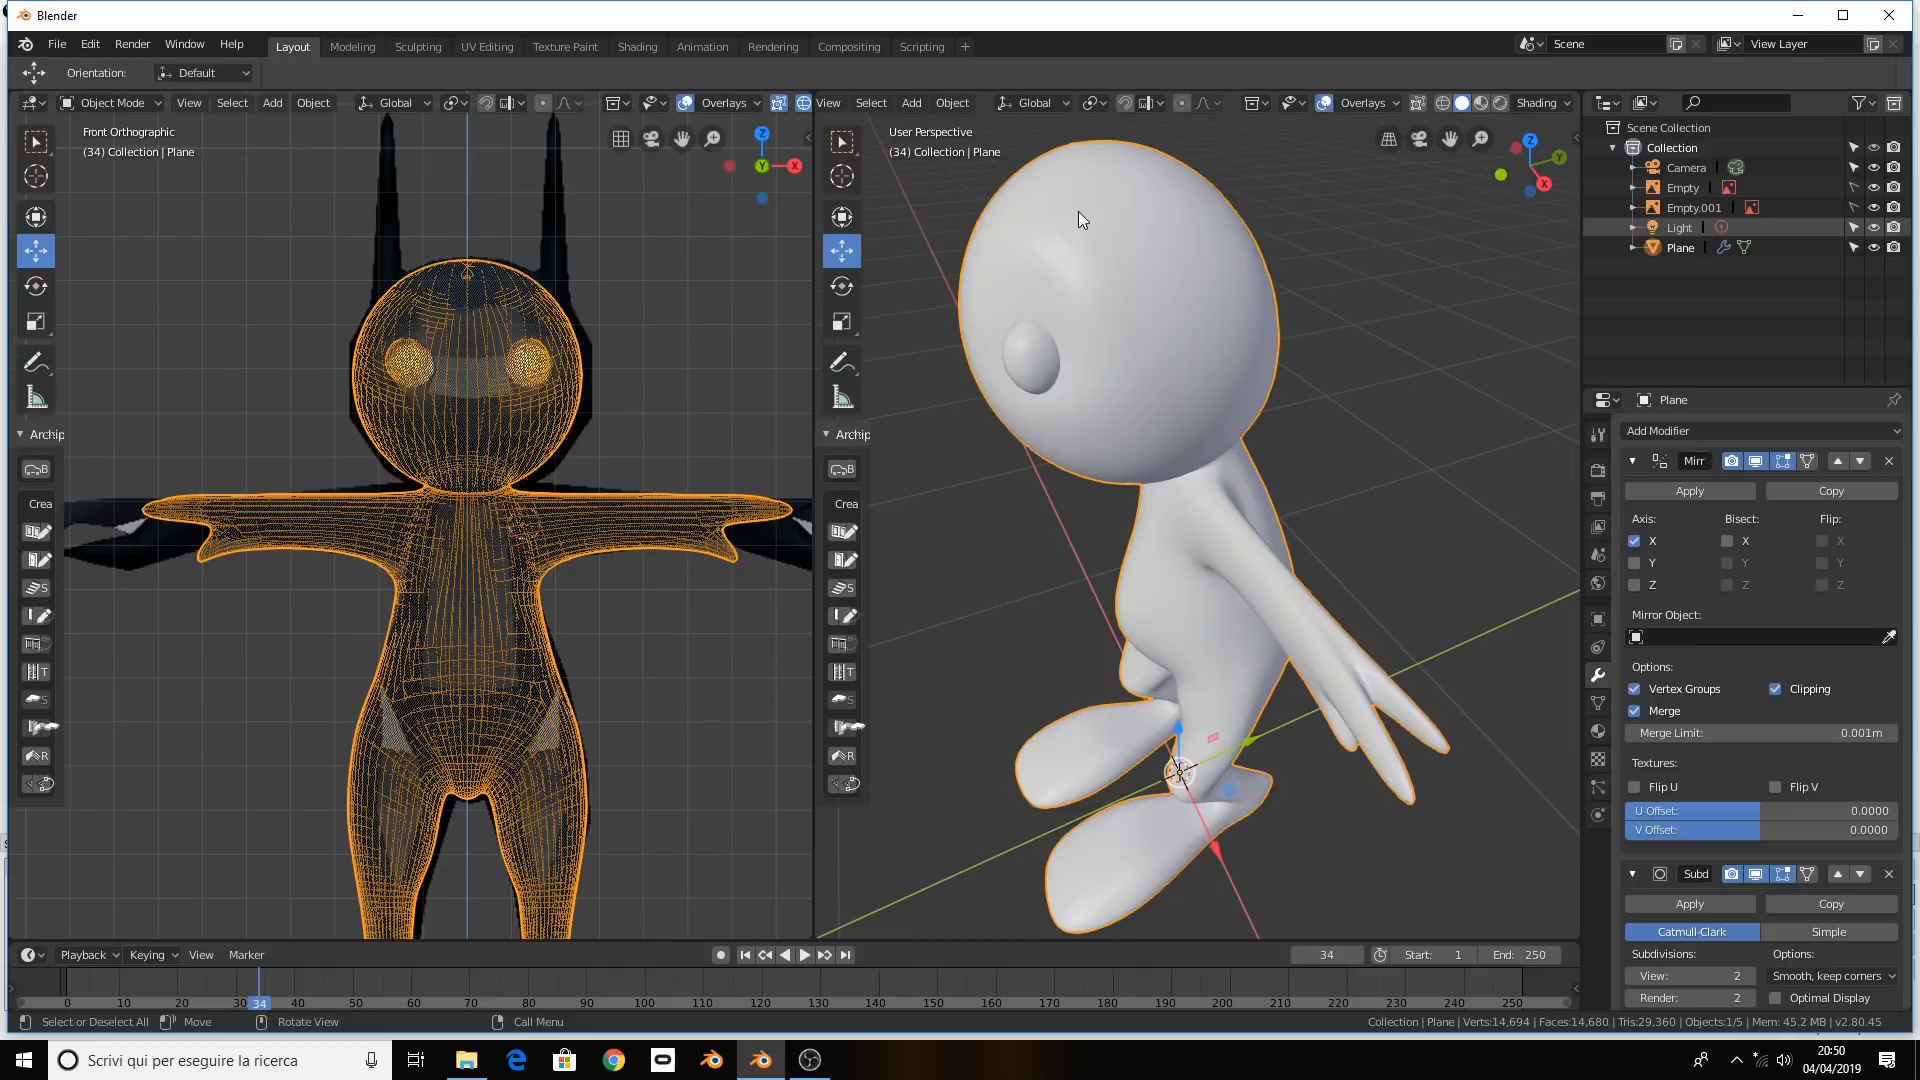 Blender
File Edit Render Window Help
Layout Modeling Sculpting UV Editing Texture Paint Shading Animation Rendering Compositing Scripting +
Scene
View Layer
Orientation: Default
Object Mode View Select Add Object Global Overlays
View Select Add Object Global Overlays Shading
Front Orthographic
(34) Collection | Plane
Z
Y
X
User Perspective
(34) Collection | Plane
Z
Y
X
Scene Collection
Collection
Camera
Empty
Empty.001
Light
Plane
Archip
Crea
B
S
T
S
R
Archip
Crea
B
S
T
S
R
Plane
Add Modifier
Mirr
Apply Copy
Axis: Bisect: Flip:
X X X
Y Y Y
Z Z Z
Mirror Object:
Options:
Vertex Groups Clipping
Merge
Merge Limit: 0.001m
Textures:
Flip U Flip V
U Offset: 0.0000
V Offset: 0.0000
Subd
Apply Copy
Catmull-Clark Simple
Subdivisions: Options:
View: 2 Smooth, keep corners
Render: 2 Optimal Display
Playback Keying View Marker
34 Start: 1 End: 250
0 10 20 30 34 40 50 60 70 80 90 100 110 120 130 140 150 160 170 180 190 200 210 220 230 240 250
Select or Deselect All Move Rotate View Call Menu
Collection | Plane | Verts:14,694 | Faces:14,680 | Tris:29,360 | Objects:1/5 | Mem: 45.2 MB | v2.80.45
Scrivi qui per eseguire la ricerca
20:50
04/04/2019